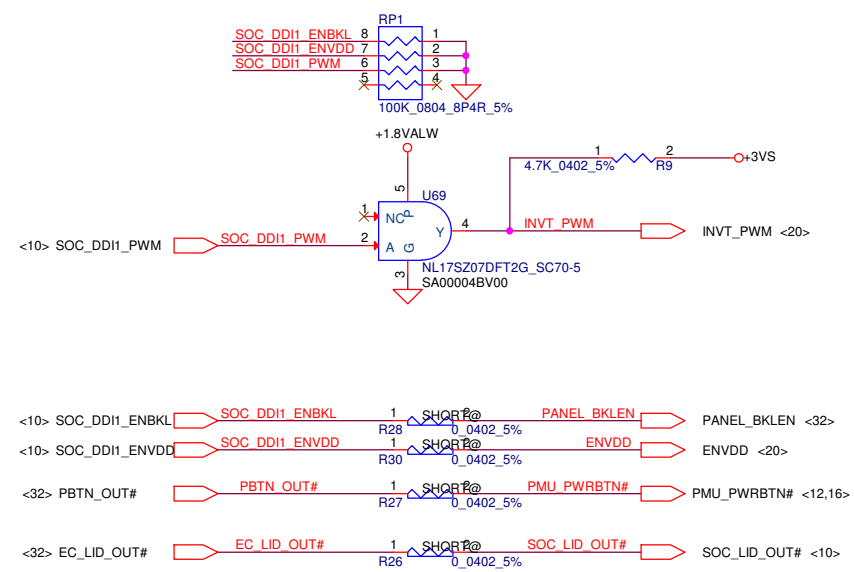 RP1
SOC_DDI1_ENBKL 8 1
SOC_DDI1_ENVDD 7 2
SOC_DDI1_PWM 6 3
5 4
100K_0804_8P4R_5%
+1.8VALW
1 2
4.7K_0402_5% R9 +3VS
5 U69
1 NC P
4 INVT_PWM INVT_PWM <20>
Y
<10> SOC_DDI1_PWM SOC_DDI1_PWM 2 A G
3 NL17SZ07DFT2G_SC70-5
SA00004BV00
<10> SOC_DDI1_ENBKL SOC_DDI1_ENBKL 1 SHORT@ 2 PANEL_BKLEN PANEL_BKLEN <32>
R28 0_0402_5%
<10> SOC_DDI1_ENVDD SOC_DDI1_ENVDD 1 SHORT@ 2 ENVDD ENVDD <20>
R30 0_0402_5%
<32> PBTN_OUT# PBTN_OUT# 1 SHORT@ 2 PMU_PWRBTN# PMU_PWRBTN# <12,16>
R27 0_0402_5%
<32> EC_LID_OUT# EC_LID_OUT# 1 SHORT@ 2 SOC_LID_OUT# SOC_LID_OUT# <10>
R26 0_0402_5%